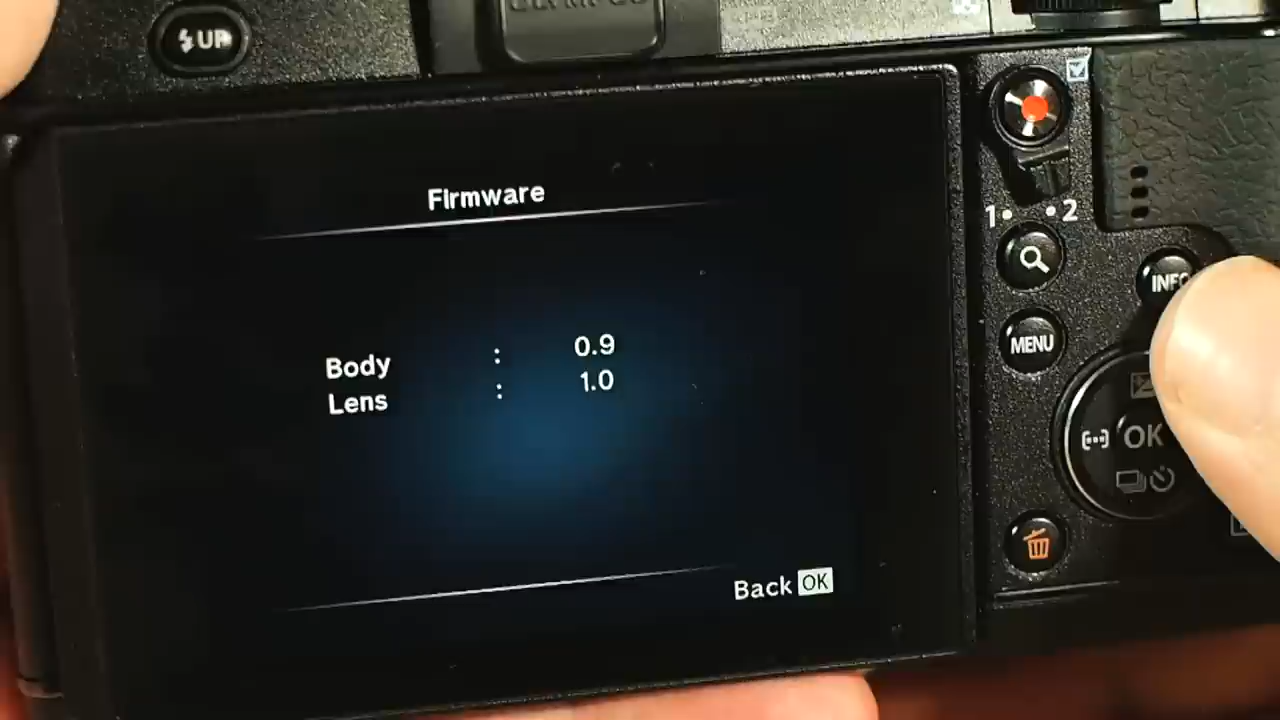 UP
Firmware
1 2
INFO
MENU
Body : 0.9
Lens : 1.0
OK
Back OK